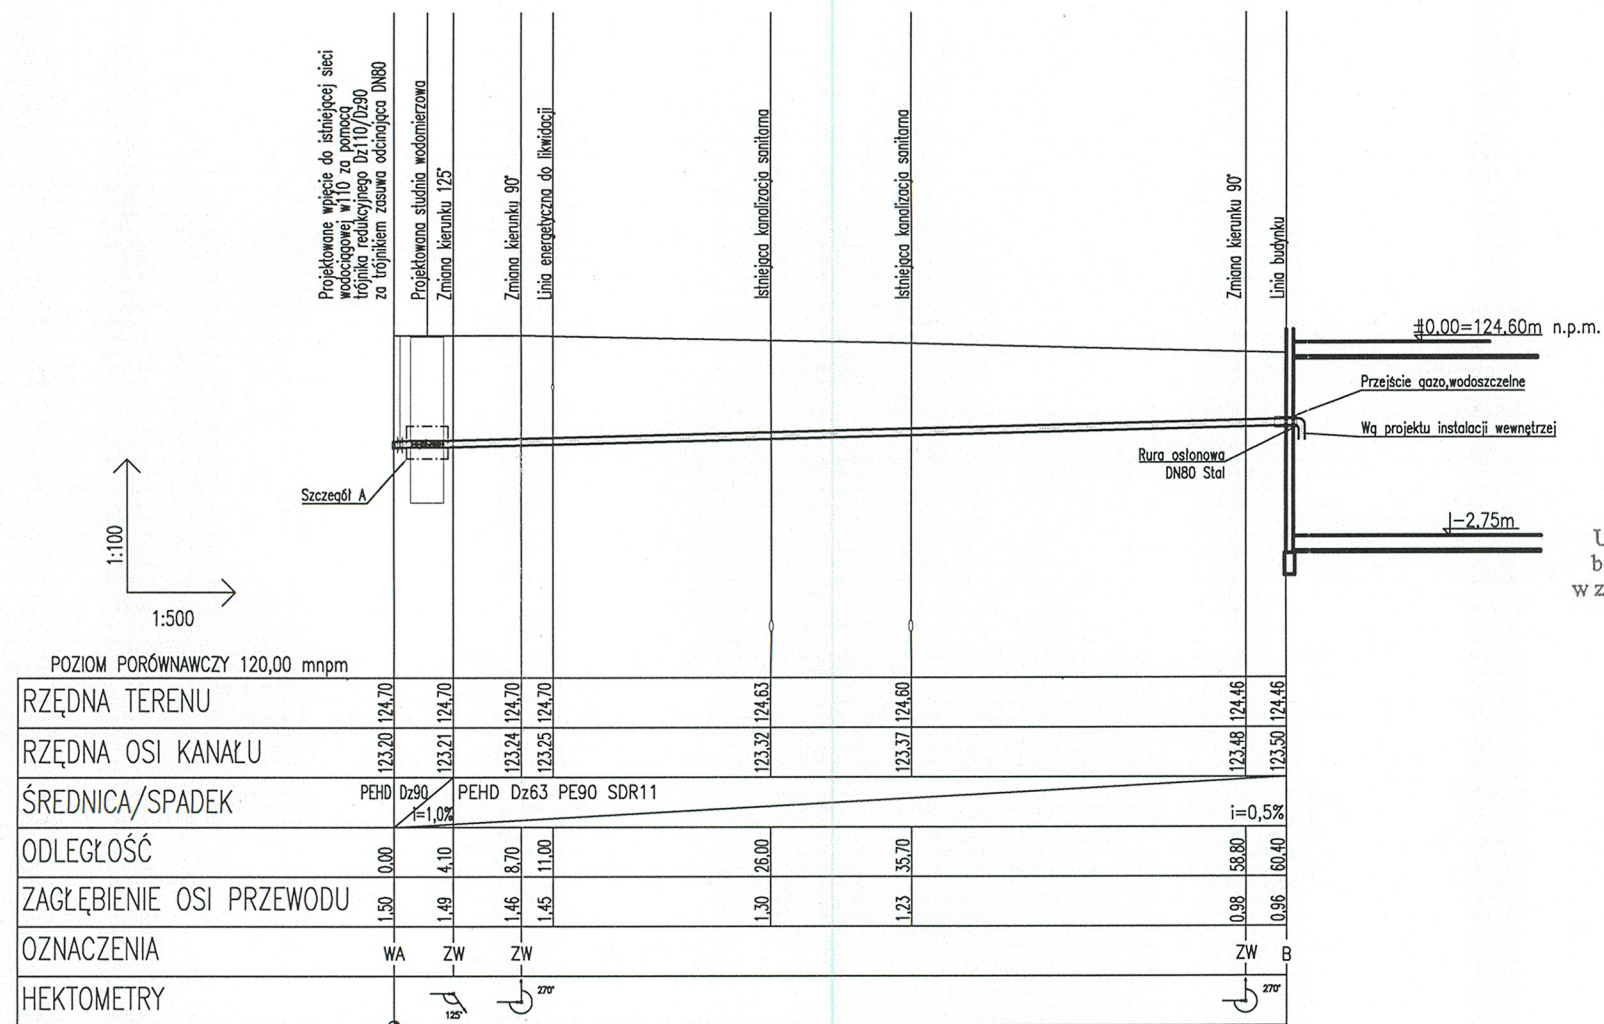 Projektowane wpięcie do istniejącej sieci
wodociągowej w110 za pomocą
trójnika redukcyjnego Dz110/Dz90
za trójnikiem zasuwa odcinająca DN80
Projektowana studnia wodomierzowa
Zmiana kierunku 125°
Zmiana kierunku 90°
Linia energetyczna do likwidacji
Istniejąca kanalizacja sanitarna
Istniejąca kanalizacja sanitarna
Zmiana kierunku 90°
Linia budynku
±0,00=124,60m n.p.m.
Przejście gazo,wodoszczelne
Wg projektu instalacji wewnętrzej
Rura osłonowa
DN80 Stal
Szczegół A
-2,75m
U
b
w z
1:100
1:500
POZIOM PORÓWNAWCZY 120,00 mnpm
RZĘDNA TERENU 124,70 124,70 124,70 124,70 124,63 124,60 124,46 124,46
RZĘDNA OSI KANAŁU 123,20 123,21 123,24 123,25 123,32 123,37 123,48 123,50
ŚREDNICA/SPADEK PEHD Dz90 i=1,0% PEHD Dz63 PE90 SDR11 i=0,5%
ODLEGŁOŚĆ 0,00 4,10 8,70 11,00 26,00 35,70 58,80 60,40
ZAGŁĘBIENIE OSI PRZEWODU 1,50 1,49 1,46 1,45 1,30 1,23 0,98 0,96
OZNACZENIA WA ZW ZW ZW B
HEKTOMETRY 125° 270° 270°